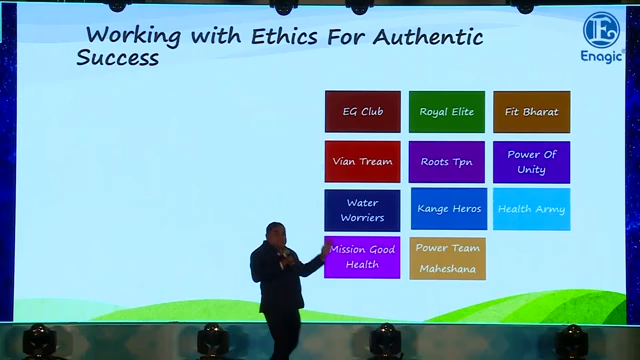 Working with Ethics For Authentic
Success
Enagic
EG Club
Royal Elite
Fit Bharat
Vian Tream
Roots Tpn
Power Of
Unity
Water
Worriers
Kange Heros
Health Army
Mission Good
Health
Power Team
Maheshana